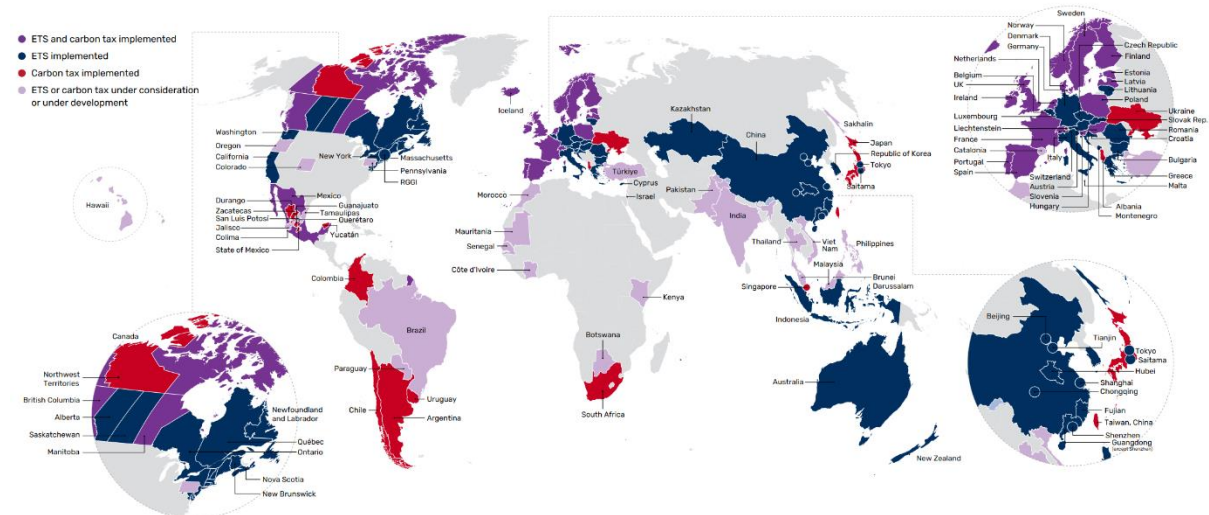 ETS and carbon tax implemented
ETS implemented
Carbon tax implemented
ETS or carbon tax under consideration
or under development
Hawaii
Washington
Oregon
California
Colorado
New York
Massachusetts
Pennsylvania
RGGI
Durango
Zacatecas
San Luis Potosí
Jalisco
Colima
State of Mexico
Mexico
Guanajuato
Tamaulipas
Querétaro
Yucatán
Colombia
Brazil
Paraguay
Chile
Uruguay
Argentina
Iceland
Morocco
Mauritania
Senegal
Côte d'Ivoire
Kenya
Botswana
South Africa
Türkiye
Cyprus
Israel
Kazakhstan
China
Pakistan
India
Thailand
Viet
Nam
Malaysia
Singapore
Indonesia
Philippines
Brunei
Darussalam
Sakhalin
Japan
Republic of Korea
Tokyo
Saitama
Australia
New Zealand
Canada
Northwest
Territories
British Columbia
Alberta
Saskatchewan
Manitoba
Newfoundland
and Labrador
Québec
Ontario
Nova Scotia
New Brunswick
Sweden
Norway
Denmark
Germany
Netherlands
Belgium
UK
Ireland
Luxembourg
Liechtenstein
France
Catalonia
Portugal
Spain
Czech Republic
Finland
Estonia
Latvia
Lithuania
Poland
Ukraine
Slovak Rep.
Romania
Croatia
Bulgaria
Greece
Malta
Italy
Switzerland
Austria
Slovenia
Hungary
Albania
Montenegro
Beijing
Tianjin
Tokyo
Saitama
Hubei
Shanghai
Chongqing
Fujian
Taiwan, China
Shenzhen
Guangdong
(except Shenzhen)